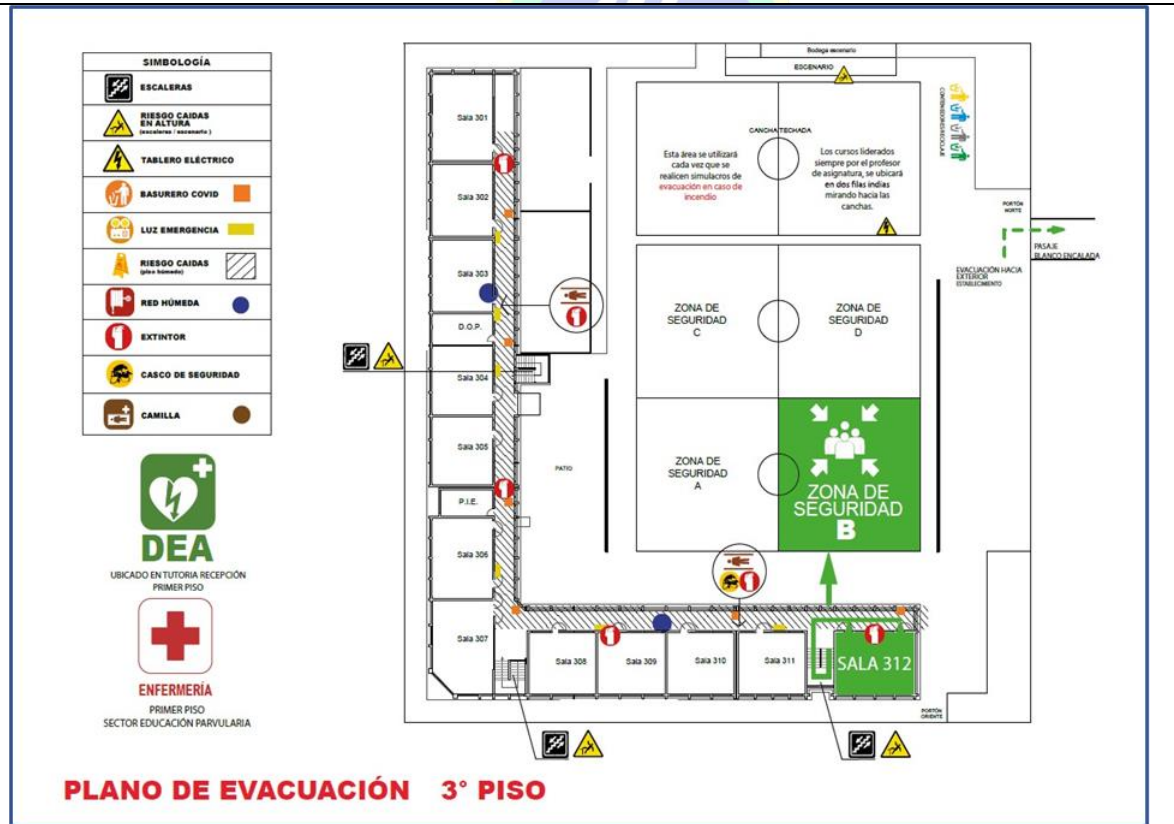 SIMBOLOGÍA
ESCALERAS
RIESGO CAIDAS
EN ALTURA
(escaleras / escenario )
TABLERO ELÉCTRICO
BASURERO COVID
LUZ EMERGENCIA
RIESGO CAIDAS
(piso húmedo)
RED HÚMEDA
EXTINTOR
CASCO DE SEGURIDAD
CAMILLA
DEA
UBICADO EN TUTORIA RECEPCIÓN
PRIMER PISO
ENFERMERÍA
PRIMER PISO
SECTOR EDUCACIÓN PARVULARIA
Sala 301
Sala 302
Sala 303
D.O.P.
Sala 304
Sala 305
P.I.E.
Sala 306
Sala 307
Sala 308
Sala 309
Sala 310
Sala 311
SALA 312
PATIO
Bodega escenario
ESCENARIO
CANCHA TECHADA
Esta área se utilizará
cada vez que se
realicen simulacros de
evacuación en caso de
incendio
Los cursos liderados
siempre por el profesor
de asignatura, se ubicará
en dos filas indias
mirando hacia las
canchas.
CONTENEDORES RECICLAJE
PORTÓN
NORTE
PASAJE
BLANCO ENCALADA
EVACUACIÓN HACIA
EXTERIOR
ESTABLECIMIENTO
ZONA DE
SEGURIDAD
C
ZONA DE
SEGURIDAD
D
ZONA DE
SEGURIDAD
A
ZONA DE
SEGURIDAD
B
PORTÓN
ORIENTE
PLANO DE EVACUACIÓN 3° PISO